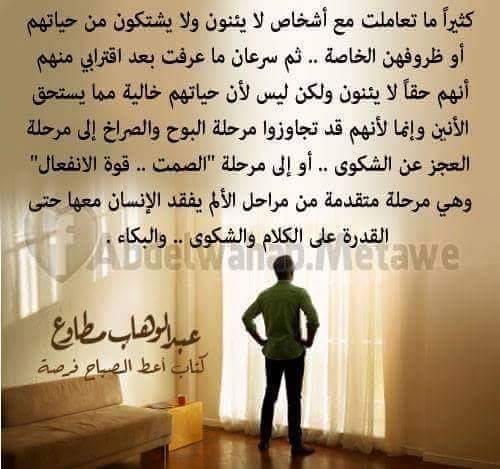 كثيراً ما تعاملت مع أشخاص لا يئنون ولا يشتكون من حياتهم
أو ظروفهن الخاصة .. ثم سرعان ما عرفت بعد اقترابي منهم
أنهم حقاً لا يئنون ولكن ليس لأن حياتهم خالية مما يستحق
الأنين وإنما لأنهم قد تجاوزوا مرحلة البوح والصراخ إلى مرحلة
العجز عن الشكوى .. أو إلى مرحلة "الصمت .. قوة الانفعال"
وهي مرحلة متقدمة من مراحل الألم يفقد الإنسان معها حتى
القدرة على الكلام والشكوى .. والبكاء .
f Abdelwahab.Metawe
عبدالوهاب مطاوع
كتاب أعط الصباح فرصة